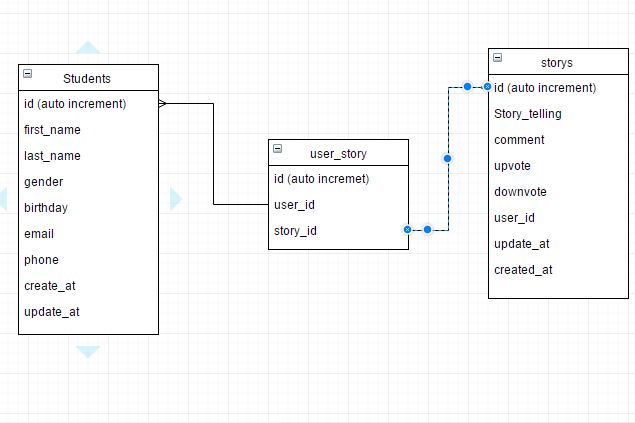 Students
id (auto increment)
first_name
last_name
gender
birthday
email
phone
create_at
update_at
user_story
id (auto incremet)
user_id
story_id
storys
id (auto increment)
Story_telling
comment
upvote
downvote
user_id
update_at
created_at